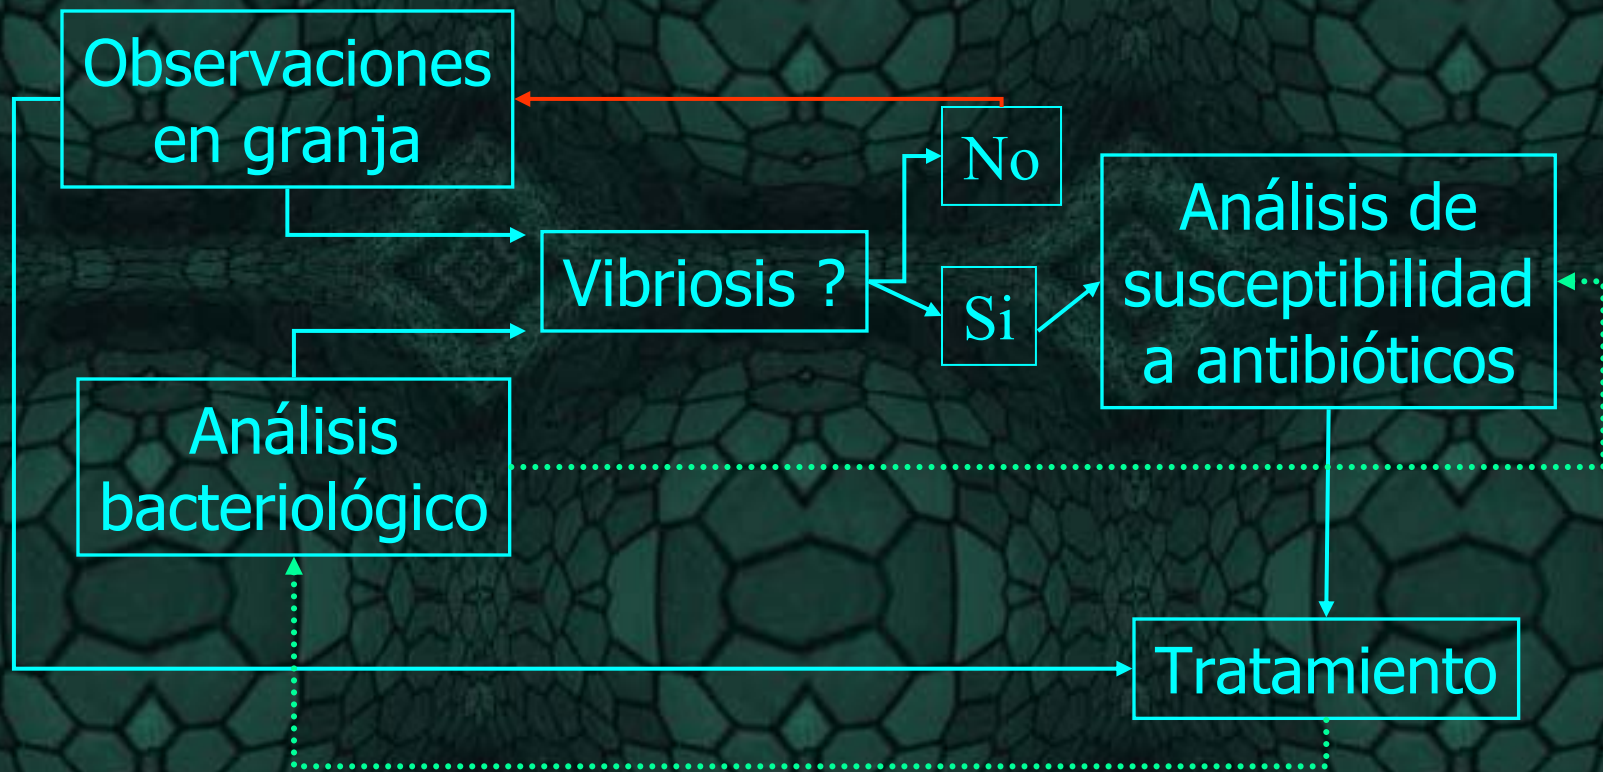 Observaciones
en granja
No
Análisis de
susceptibilidad
a antibióticos
Vibriosis ?
Si
Análisis
bacteriológico
Tratamiento